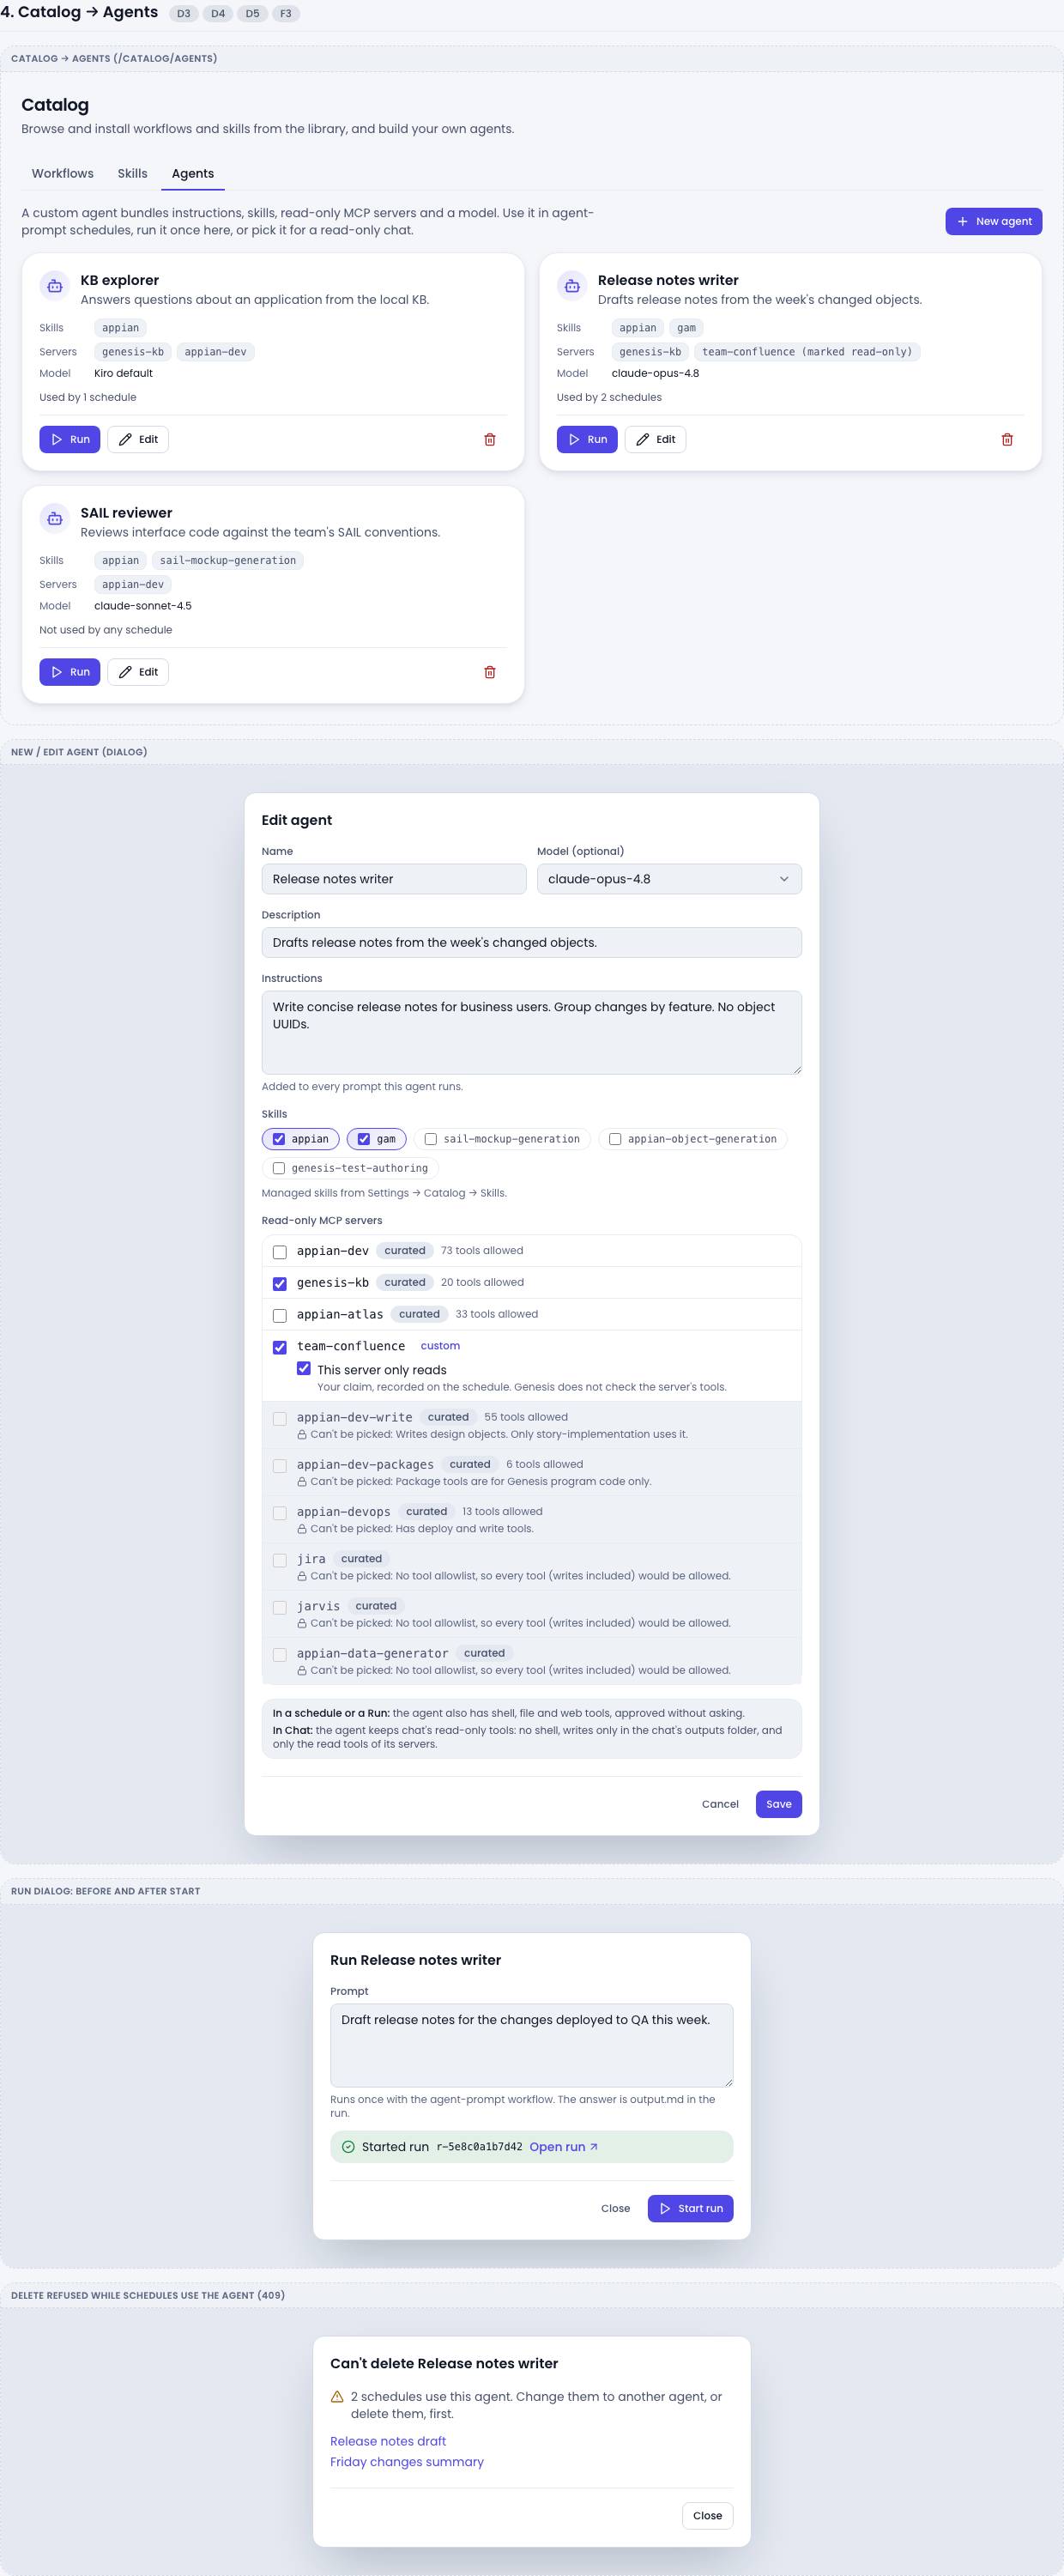 4. Catalog → Agents D3 D4 D5 F3
CATALOG → AGENTS (/CATALOG/AGENTS)
Catalog
Browse and install workflows and skills from the library, and build your own agents.
Workflows Skills Agents
A custom agent bundles instructions, skills, read-only MCP servers and a model. Use it in agent-
prompt schedules, run it once here, or pick it for a read-only chat.
New agent
KB explorer
Answers questions about an application from the local KB.
Skills appian
Servers genesis-kb appian-dev
Model Kiro default
Used by 1 schedule
Run Edit
Release notes writer
Drafts release notes from the week's changed objects.
Skills appian gam
Servers genesis-kb team-confluence (marked read-only)
Model claude-opus-4.8
Used by 2 schedules
Run Edit
SAIL reviewer
Reviews interface code against the team's SAIL conventions.
Skills appian sail-mockup-generation
Servers appian-dev
Model claude-sonnet-4.5
Not used by any schedule
Run Edit
NEW / EDIT AGENT (DIALOG)
Edit agent
Name Model (optional)
Release notes writer claude-opus-4.8
Description
Drafts release notes from the week's changed objects.
Instructions
Write concise release notes for business users. Group changes by feature. No object
UUIDs.
Added to every prompt this agent runs.
Skills
appian gam sail-mockup-generation appian-object-generation
genesis-test-authoring
Managed skills from Settings → Catalog → Skills.
Read-only MCP servers
appian-dev curated 73 tools allowed
genesis-kb curated 20 tools allowed
appian-atlas curated 33 tools allowed
team-confluence custom
This server only reads
Your claim, recorded on the schedule. Genesis does not check the server's tools.
appian-dev-write curated 55 tools allowed
Can't be picked: Writes design objects. Only story-implementation uses it.
appian-dev-packages curated 6 tools allowed
Can't be picked: Package tools are for Genesis program code only.
appian-devops curated 13 tools allowed
Can't be picked: Has deploy and write tools.
jira curated
Can't be picked: No tool allowlist, so every tool (writes included) would be allowed.
jarvis curated
Can't be picked: No tool allowlist, so every tool (writes included) would be allowed.
appian-data-generator curated
Can't be picked: No tool allowlist, so every tool (writes included) would be allowed.
In a schedule or a Run: the agent also has shell, file and web tools, approved without asking.
In Chat: the agent keeps chat's read-only tools: no shell, writes only in the chat's outputs folder, and
only the read tools of its servers.
Cancel Save
RUN DIALOG: BEFORE AND AFTER START
Run Release notes writer
Prompt
Draft release notes for the changes deployed to QA this week.
Runs once with the agent-prompt workflow. The answer is output.md in the
run.
Started run r-5e8c0a1b7d42 Open run
Close Start run
DELETE REFUSED WHILE SCHEDULES USE THE AGENT (409)
Can't delete Release notes writer
2 schedules use this agent. Change them to another agent, or
delete them, first.
Release notes draft
Friday changes summary
Close